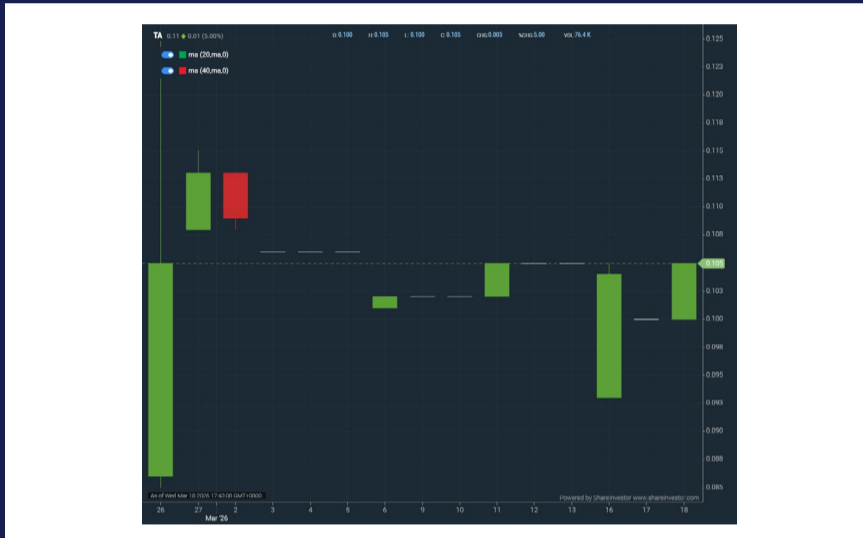 TA 0.11 0.01 (5.00%) O: 0.100 H: 0.105 L: 0.100 C: 0.105 CHG:0.005 %CHG:5.00 VOL:76.4 K
ma (20,ma,0)
ma (40,ma,0)
0.125
0.123
0.120
0.118
0.115
0.113
0.110
0.108
0.105
0.103
0.100
0.098
0.095
0.093
0.090
0.088
0.085
As of Wed Mar 18 2026 17:43:08 GMT+0800
Powered by ShareInvestor www.shareinvestor.com
26 27 2 3 4 5 6 9 10 11 12 13 16 17 18
Mar '26